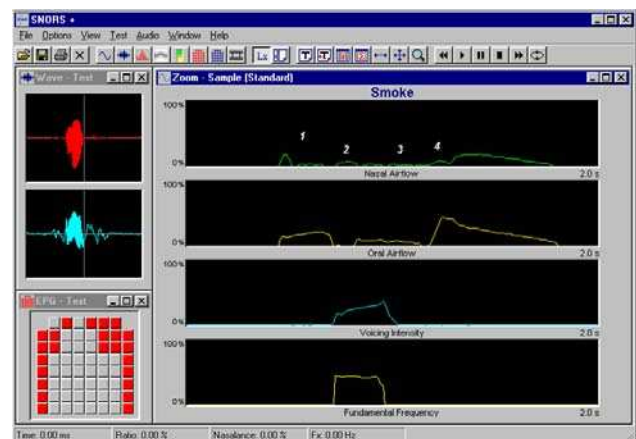 SNORS +
File Options View Test Audio Window Help
Wave - Test
Zoom - Sample (Standard)
Smoke
100%
1 2 3 4
0%
Nasal Airflow 2.0 s
100%
0%
Oral Airflow 2.0 s
100%
0%
Voicing Intensity 2.0 s
100%
0%
Fundamental Frequency 2.0 s
EPG - Test
Time: 0.00 ms Ratio: 0.00 % Nasalance: 0.00 % Fx: 0.00 Hz